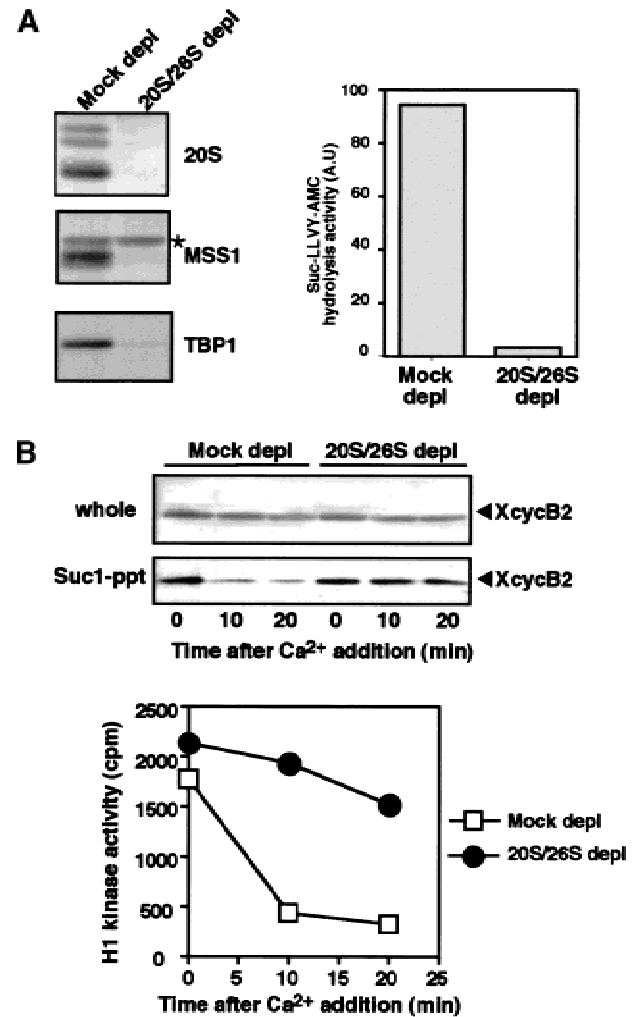 A
Mock depl
20S/26S depl
20S
*
MSS1
TBP1
Suc-LLVY-AMC
hydrolysis activity (A.U)
100
80
60
40
20
0
Mock
depl
20S/26S
depl
B
Mock depl
20S/26S depl
whole
XcycB2
Suc1-ppt
XcycB2
0 10 20 0 10 20
Time after Ca2+ addition (min)
H1 kinase activity (cpm)
2500
2000
1500
1000
500
0
0 5 10 15 20 25
Time after Ca2+ addition (min)
Mock depl
20S/26S depl